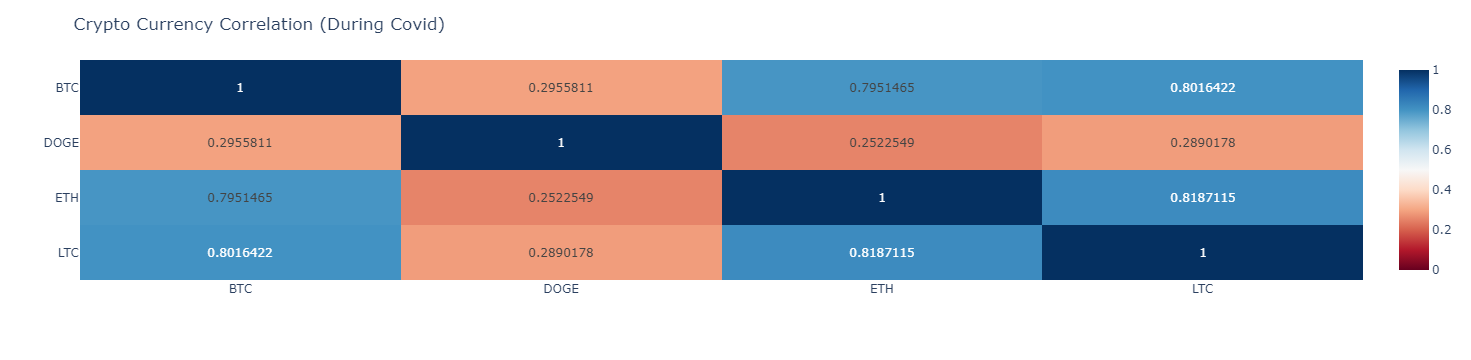 Crypto Currency Correlation (During Covid)
BTC 1 0.2955811 0.7951465 0.8016422
DOGE 0.2955811 1 0.2522549 0.2890178
ETH 0.7951465 0.2522549 1 0.8187115
LTC 0.8016422 0.2890178 0.8187115 1
BTC DOGE ETH LTC
1
0.8
0.6
0.4
0.2
0